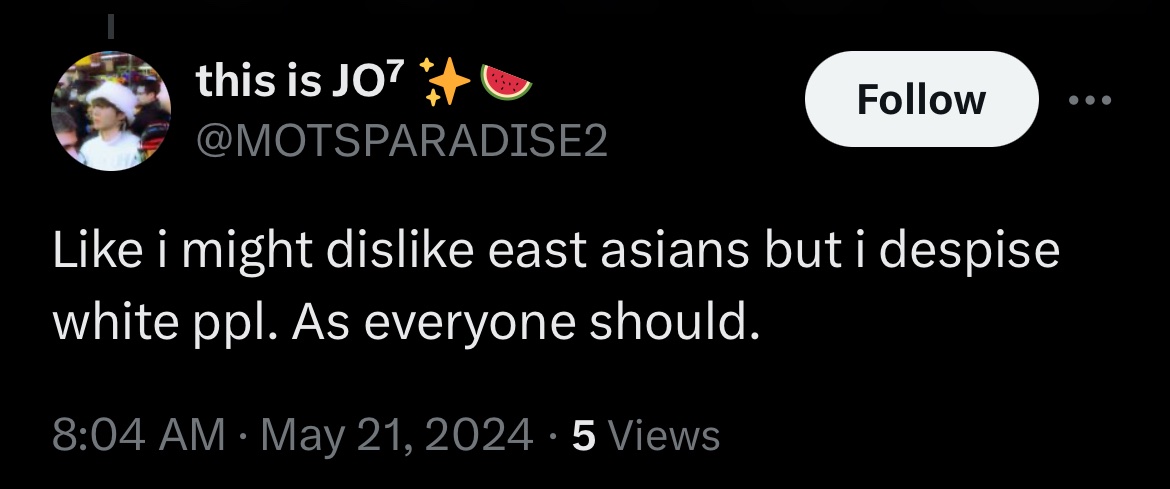 this is JO⁷ ✨🍉
Follow
@MOTSPARADISE2
Like i might dislike east asians but i despise
white ppl. As everyone should.
8:04 AM · May 21, 2024 · 5 Views